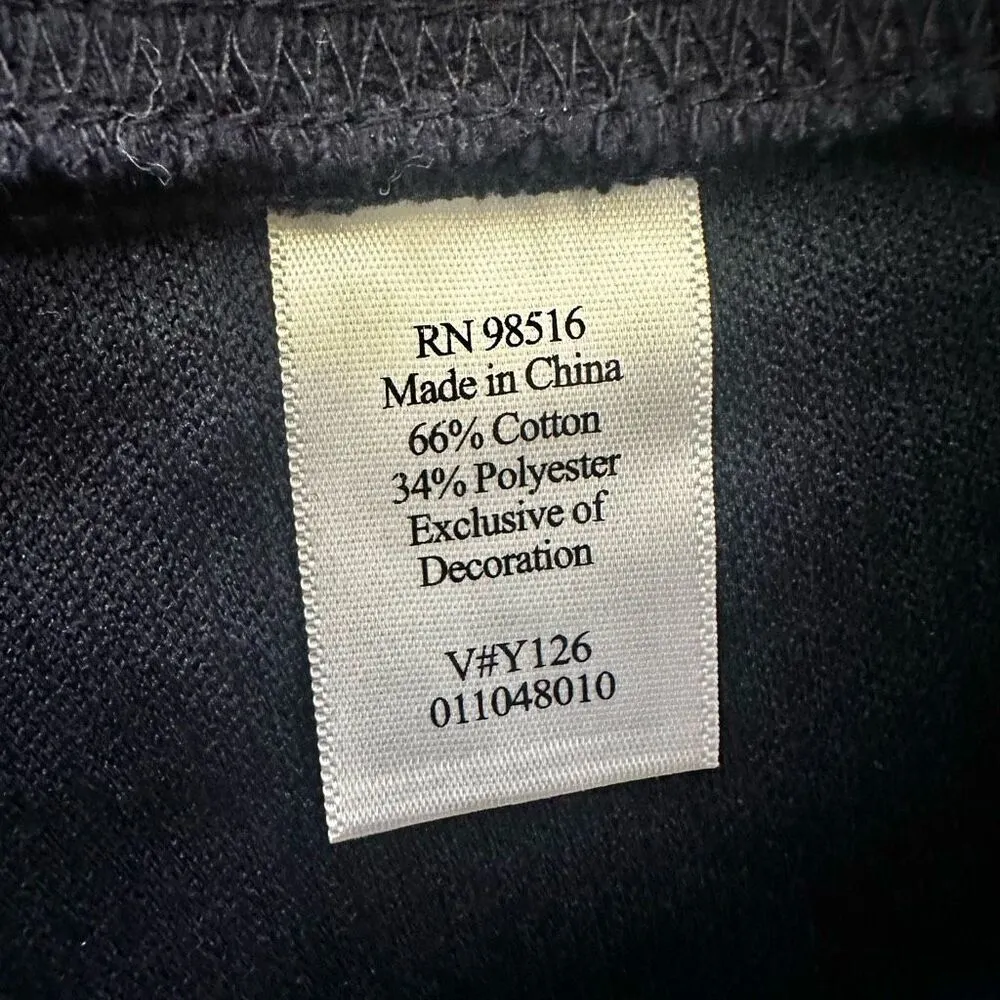 RN 98516
Made in China
66% Cotton
34% Polyester
Exclusive of
Decoration
V#Y126
011048010